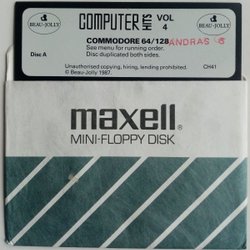 BEAU-JOLLY
COMPUTER HITS VOL 4
BEAU-JOLLY
COMMODORE 64/128 ANDRAS G
Disc A
See menu for running order.
Disc duplicated both sides.
Unauthorised copying, hiring, lending prohibited.
© Beau-Jolly 1987
CH41
maxell®
MINI-FLOPPY DISK